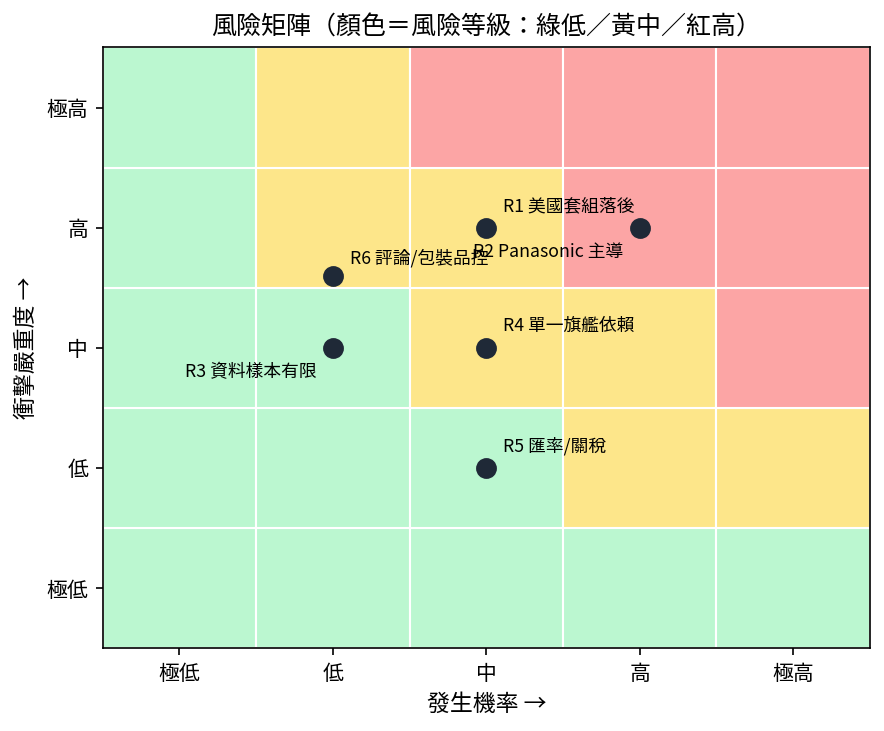 風險矩陣（顏色＝風險等級：綠低／黃中／紅高）
極高
高
中
低
極低
衝擊嚴重度 →
R1 美國套組落後
R2 Panasonic 主導
R6 評論/包裝品控
R4 單一旗艦依賴
R3 資料樣本有限
R5 匯率/關稅
極低
低
中
高
極高
發生機率 →